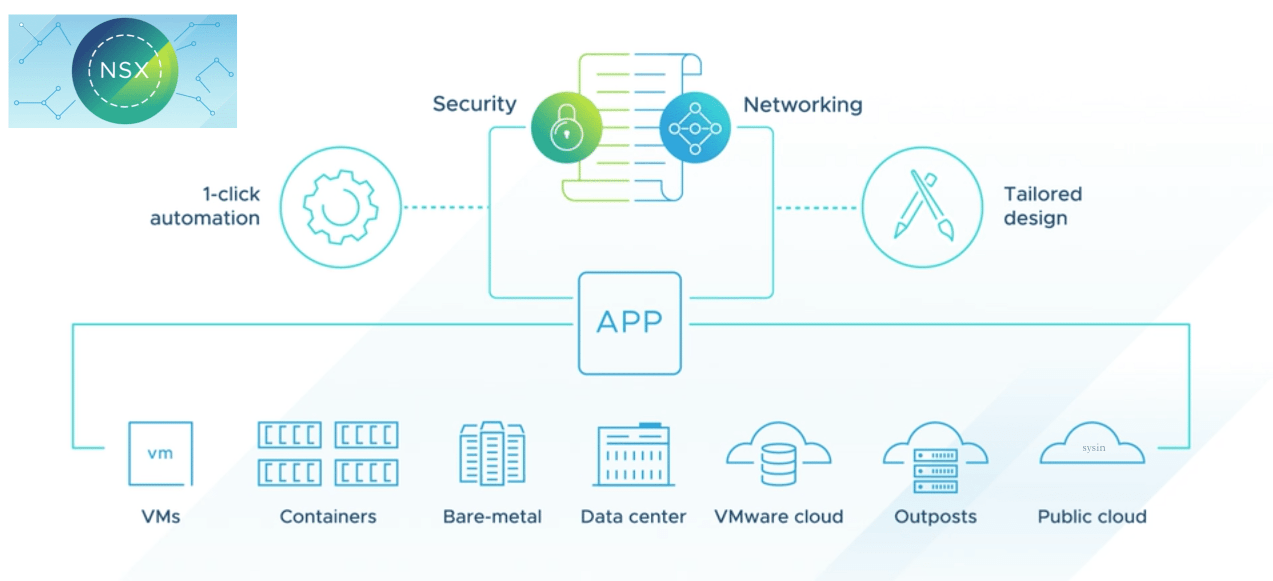 NSX
Security
Networking
1-click
automation
Tailored
design
APP
vm
sysin
VMs
Containers
Bare-metal
Data center
VMware cloud
Outposts
Public cloud